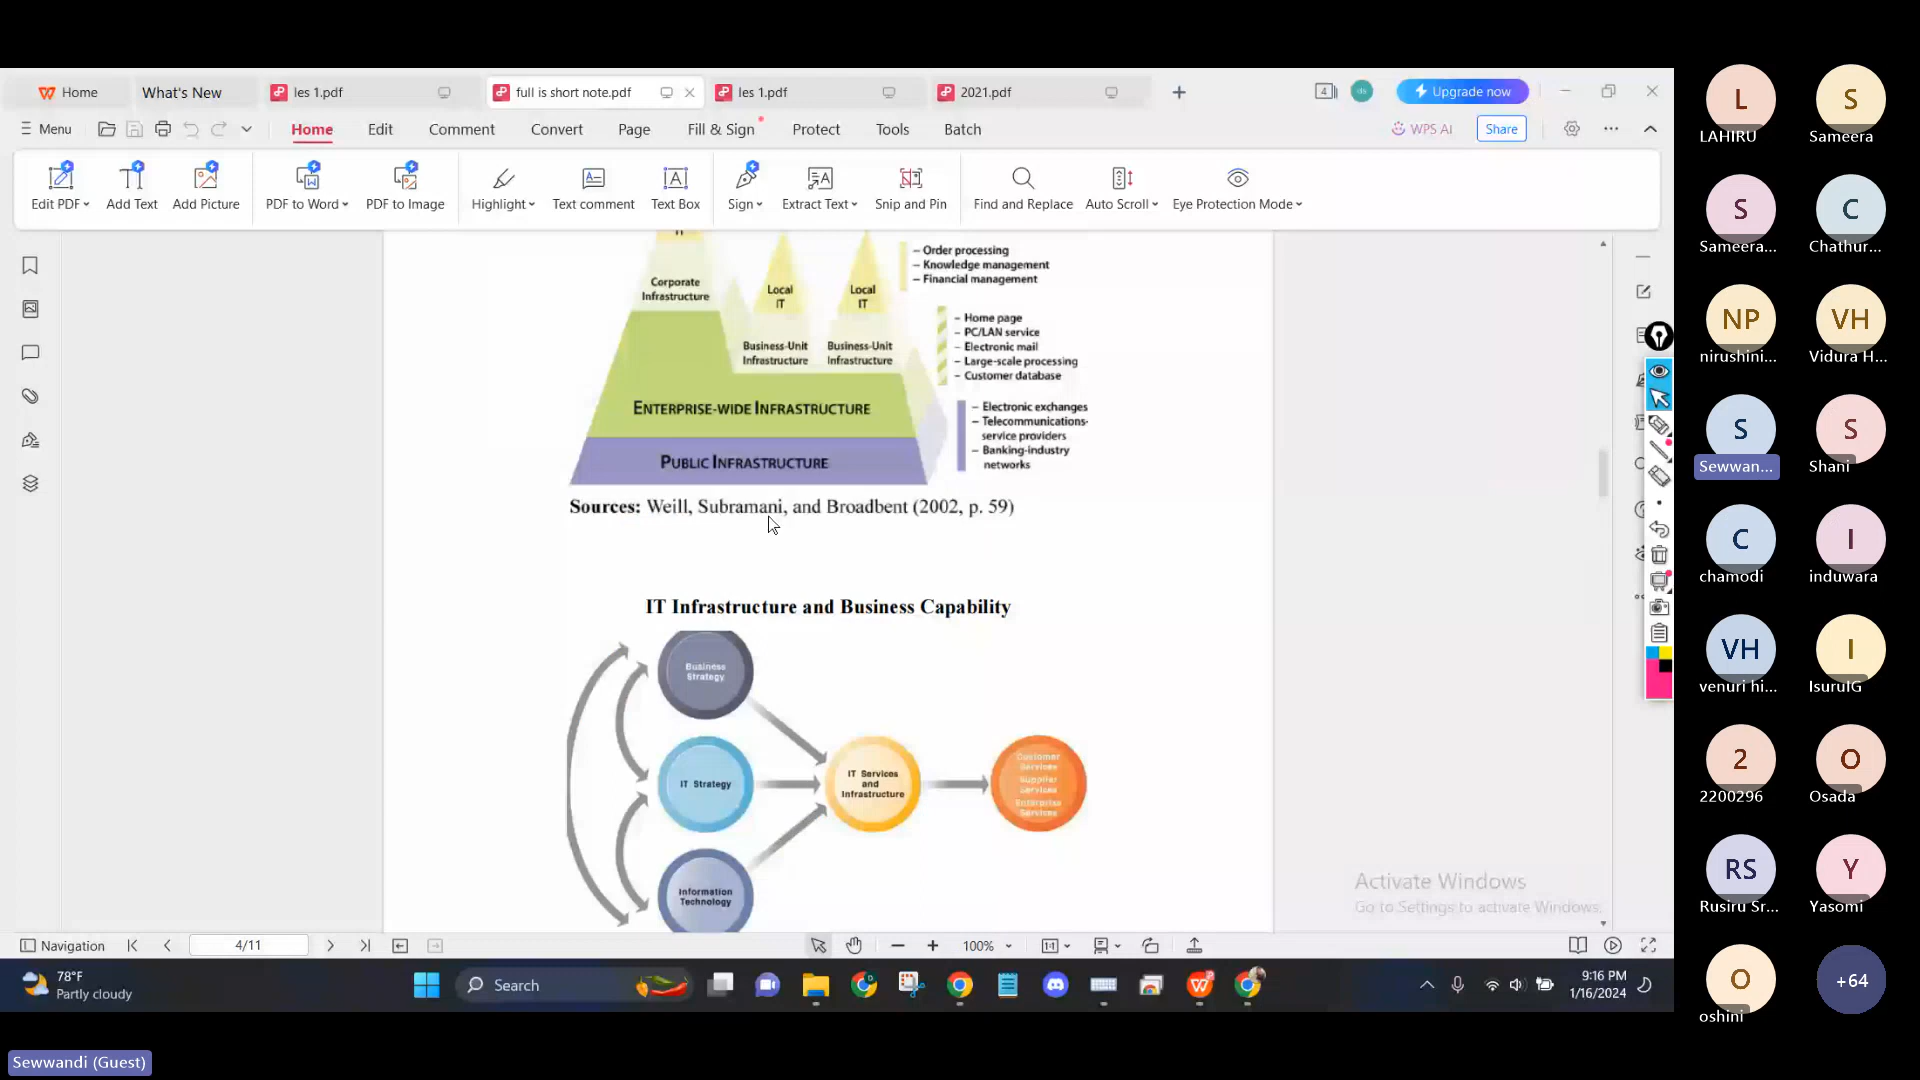 Home
What's New
les 1.pdf
full is short note.pdf
les 1.pdf
2021.pdf
4
ds
Upgrade now
Menu
Home
Edit
Comment
Convert
Page
Fill & Sign
Protect
Tools
Batch
WPS AI
Share
Edit PDF
Add Text
Add Picture
PDF to Word
PDF to Image
Highlight
Text comment
Text Box
Sign
Extract Text
Snip and Pin
Find and Replace
Auto Scroll
Eye Protection Mode
Corporate
Infrastructure
Local
IT
Local
IT
Business-Unit
Infrastructure
Business-Unit
Infrastructure
ENTERPRISE-WIDE INFRASTRUCTURE
PUBLIC INFRASTRUCTURE
– Order processing
– Knowledge management
– Financial management
– Home page
– PC/LAN service
– Electronic mail
– Large-scale processing
– Customer database
– Electronic exchanges
– Telecommunications-
service providers
– Banking-industry
networks
Sources: Weill, Subramani, and Broadbent (2002, p. 59)
IT Infrastructure and Business Capability
Business
Strategy
IT Strategy
Information
Technology
IT Services
and
Infrastructure
Customer
Services
Supplier
Services
Enterprise
Services
Activate Windows
Go to Settings to activate Windows.
Navigation
4/11
100%
78°F
Partly cloudy
Search
9:16 PM
1/16/2024
Sewwandi (Guest)
L
LAHIRU
S
Sameera
S
Sameera...
C
Chathur...
NP
nirushini...
VH
Vidura H...
S
Sewwan...
S
Shani
C
chamodi
I
induwara
VH
venuri hi...
I
IsuruIG
2
2200296
O
Osada
RS
Rusiru Sr...
Y
Yasomi
O
oshini
+64